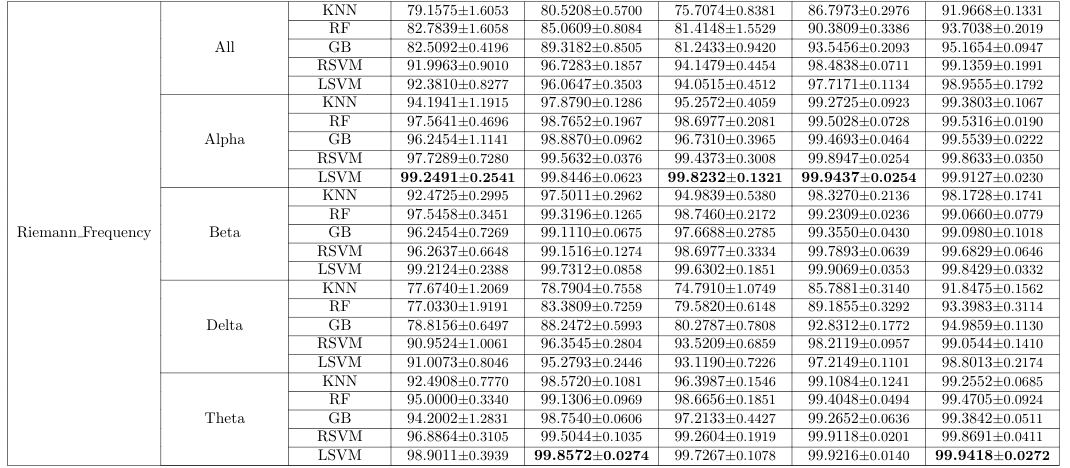 KNN 79.1575±1.6053 80.5208±0.5700 75.7074±0.8381 86.7973±0.2976 91.9668±0.1331
RF 82.7839±1.6058 85.0609±0.8084 81.4148±1.5529 90.3809±0.3386 93.7038±0.2019
All GB 82.5092±0.4196 89.3182±0.8505 81.2433±0.9420 93.5456±0.2093 95.1654±0.0947
RSVM 91.9963±0.9010 96.7283±0.1857 94.1479±0.4454 98.4838±0.0711 99.1359±0.1991
LSVM 92.3810±0.8277 96.0647±0.3503 94.0515±0.4512 97.7171±0.1134 98.9555±0.1792
KNN 94.1941±1.1915 97.8790±0.1286 95.2572±0.4059 99.2725±0.0923 99.3803±0.1067
RF 97.5641±0.4696 98.7652±0.1967 98.6977±0.2081 99.5028±0.0728 99.5316±0.0190
Alpha GB 96.2454±1.1141 98.8870±0.0962 96.7310±0.3965 99.4693±0.0464 99.5539±0.0222
RSVM 97.7289±0.7280 99.5632±0.0376 99.4373±0.3008 99.8947±0.0254 99.8633±0.0350
LSVM 99.2491±0.2541 99.8446±0.0623 99.8232±0.1321 99.9437±0.0254 99.9127±0.0230
KNN 92.4725±0.2995 97.5011±0.2962 94.9839±0.5380 98.3270±0.2136 98.1728±0.1741
RF 97.5458±0.3451 99.3196±0.1265 98.7460±0.2172 99.2309±0.0236 99.0660±0.0779
Riemann_Frequency Beta GB 96.2454±0.7269 99.1110±0.0675 97.6688±0.2785 99.3550±0.0430 99.0980±0.1018
RSVM 96.2637±0.6648 99.1516±0.1274 98.6977±0.3334 99.7893±0.0639 99.6829±0.0646
LSVM 99.2124±0.2388 99.7312±0.0858 99.6302±0.1851 99.9069±0.0353 99.8429±0.0332
KNN 77.6740±1.2069 78.7904±0.7558 74.7910±1.0749 85.7881±0.3140 91.8475±0.1562
RF 77.0330±1.9191 83.3809±0.7259 79.5820±0.6148 89.1855±0.3292 93.3983±0.3114
Delta GB 78.8156±0.6497 88.2472±0.5993 80.2787±0.7808 92.8312±0.1772 94.9859±0.1130
RSVM 90.9524±1.0061 96.3545±0.2804 93.5209±0.6859 98.2119±0.0957 99.0544±0.1410
LSVM 91.0073±0.8046 95.2793±0.2446 93.1190±0.7226 97.2149±0.1101 98.8013±0.2174
KNN 92.4908±0.7770 98.5720±0.1081 96.3987±0.1546 99.1084±0.1241 99.2552±0.0685
RF 95.0000±0.3340 99.1306±0.0969 98.6656±0.1851 99.4048±0.0494 99.4705±0.0924
Theta GB 94.2002±1.2831 98.7540±0.0606 97.2133±0.4427 99.2652±0.0636 99.3842±0.0511
RSVM 96.8864±0.3105 99.5044±0.1035 99.2604±0.1919 99.9118±0.0201 99.8691±0.0411
LSVM 98.9011±0.3939 99.8572±0.0274 99.7267±0.1078 99.9216±0.0140 99.9418±0.0272